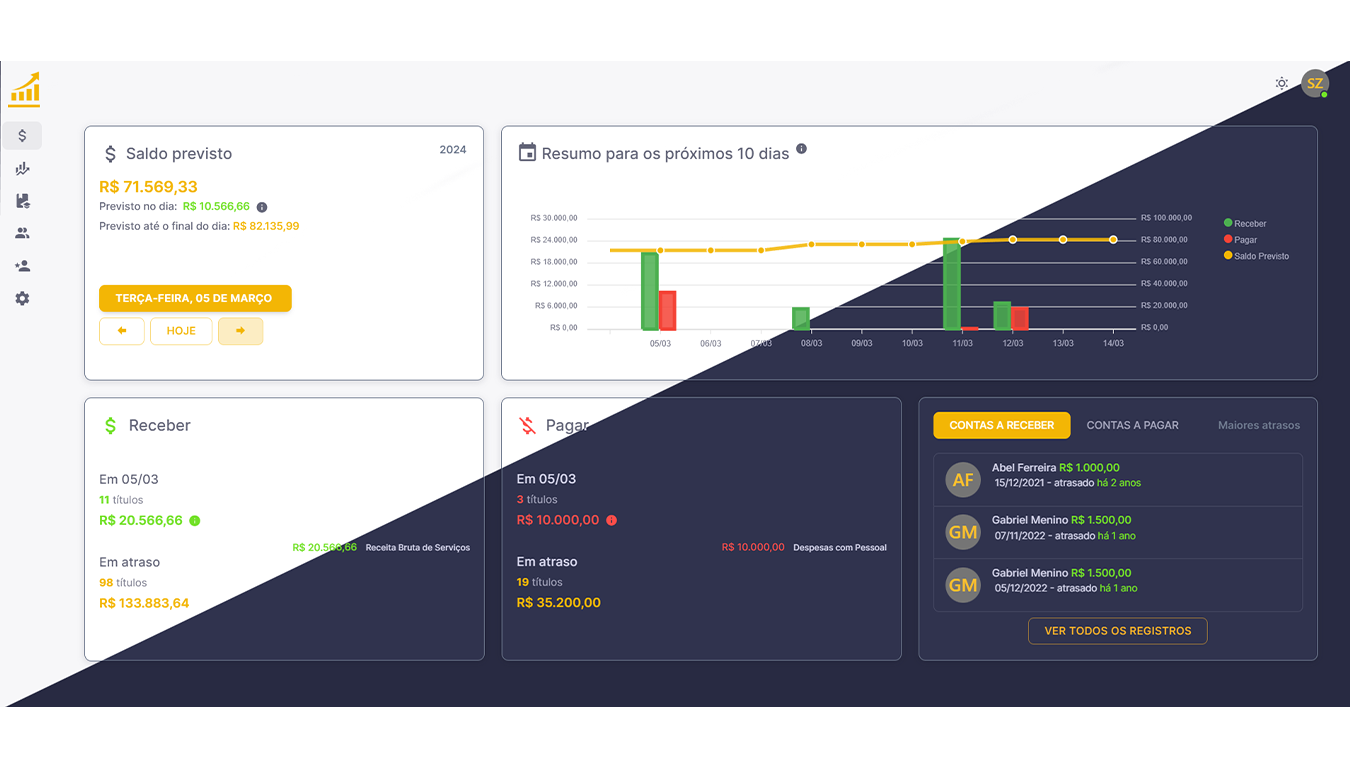 SZ
$ Saldo previsto
2024
R$ 71.569,33
Previsto no dia: R$ 10.566,66
Previsto até o final do dia: R$ 82.135,99
TERÇA-FEIRA, 05 DE MARÇO
HOJE
Resumo para os próximos 10 dias
R$ 30.000,00
R$ 24.000,00
R$ 18.000,00
R$ 12.000,00
R$ 6.000,00
R$ 0,00
R$ 100.000,00
R$ 80.000,00
R$ 60.000,00
R$ 40.000,00
R$ 20.000,00
R$ 0,00
05/03 06/03 07/03 08/03 09/03 10/03 11/03 12/03 13/03 14/03
Receber
Pagar
Saldo Previsto
$ Receber
Em 05/03
11 títulos
R$ 20.566,66
R$ 20.566,66 Receita Bruta de Serviços
Em atraso
98 títulos
R$ 133.883,64
Pagar
Em 05/03
3 títulos
R$ 10.000,00
R$ 10.000,00 Despesas com Pessoal
Em atraso
19 títulos
R$ 35.200,00
CONTAS A RECEBER CONTAS A PAGAR Maiores atrasos
AF
Abel Ferreira R$ 1.000,00
15/12/2021 - atrasado há 2 anos
GM
Gabriel Menino R$ 1.500,00
07/11/2022 - atrasado há 1 ano
GM
Gabriel Menino R$ 1.500,00
05/12/2022 - atrasado há 1 ano
VER TODOS OS REGISTROS